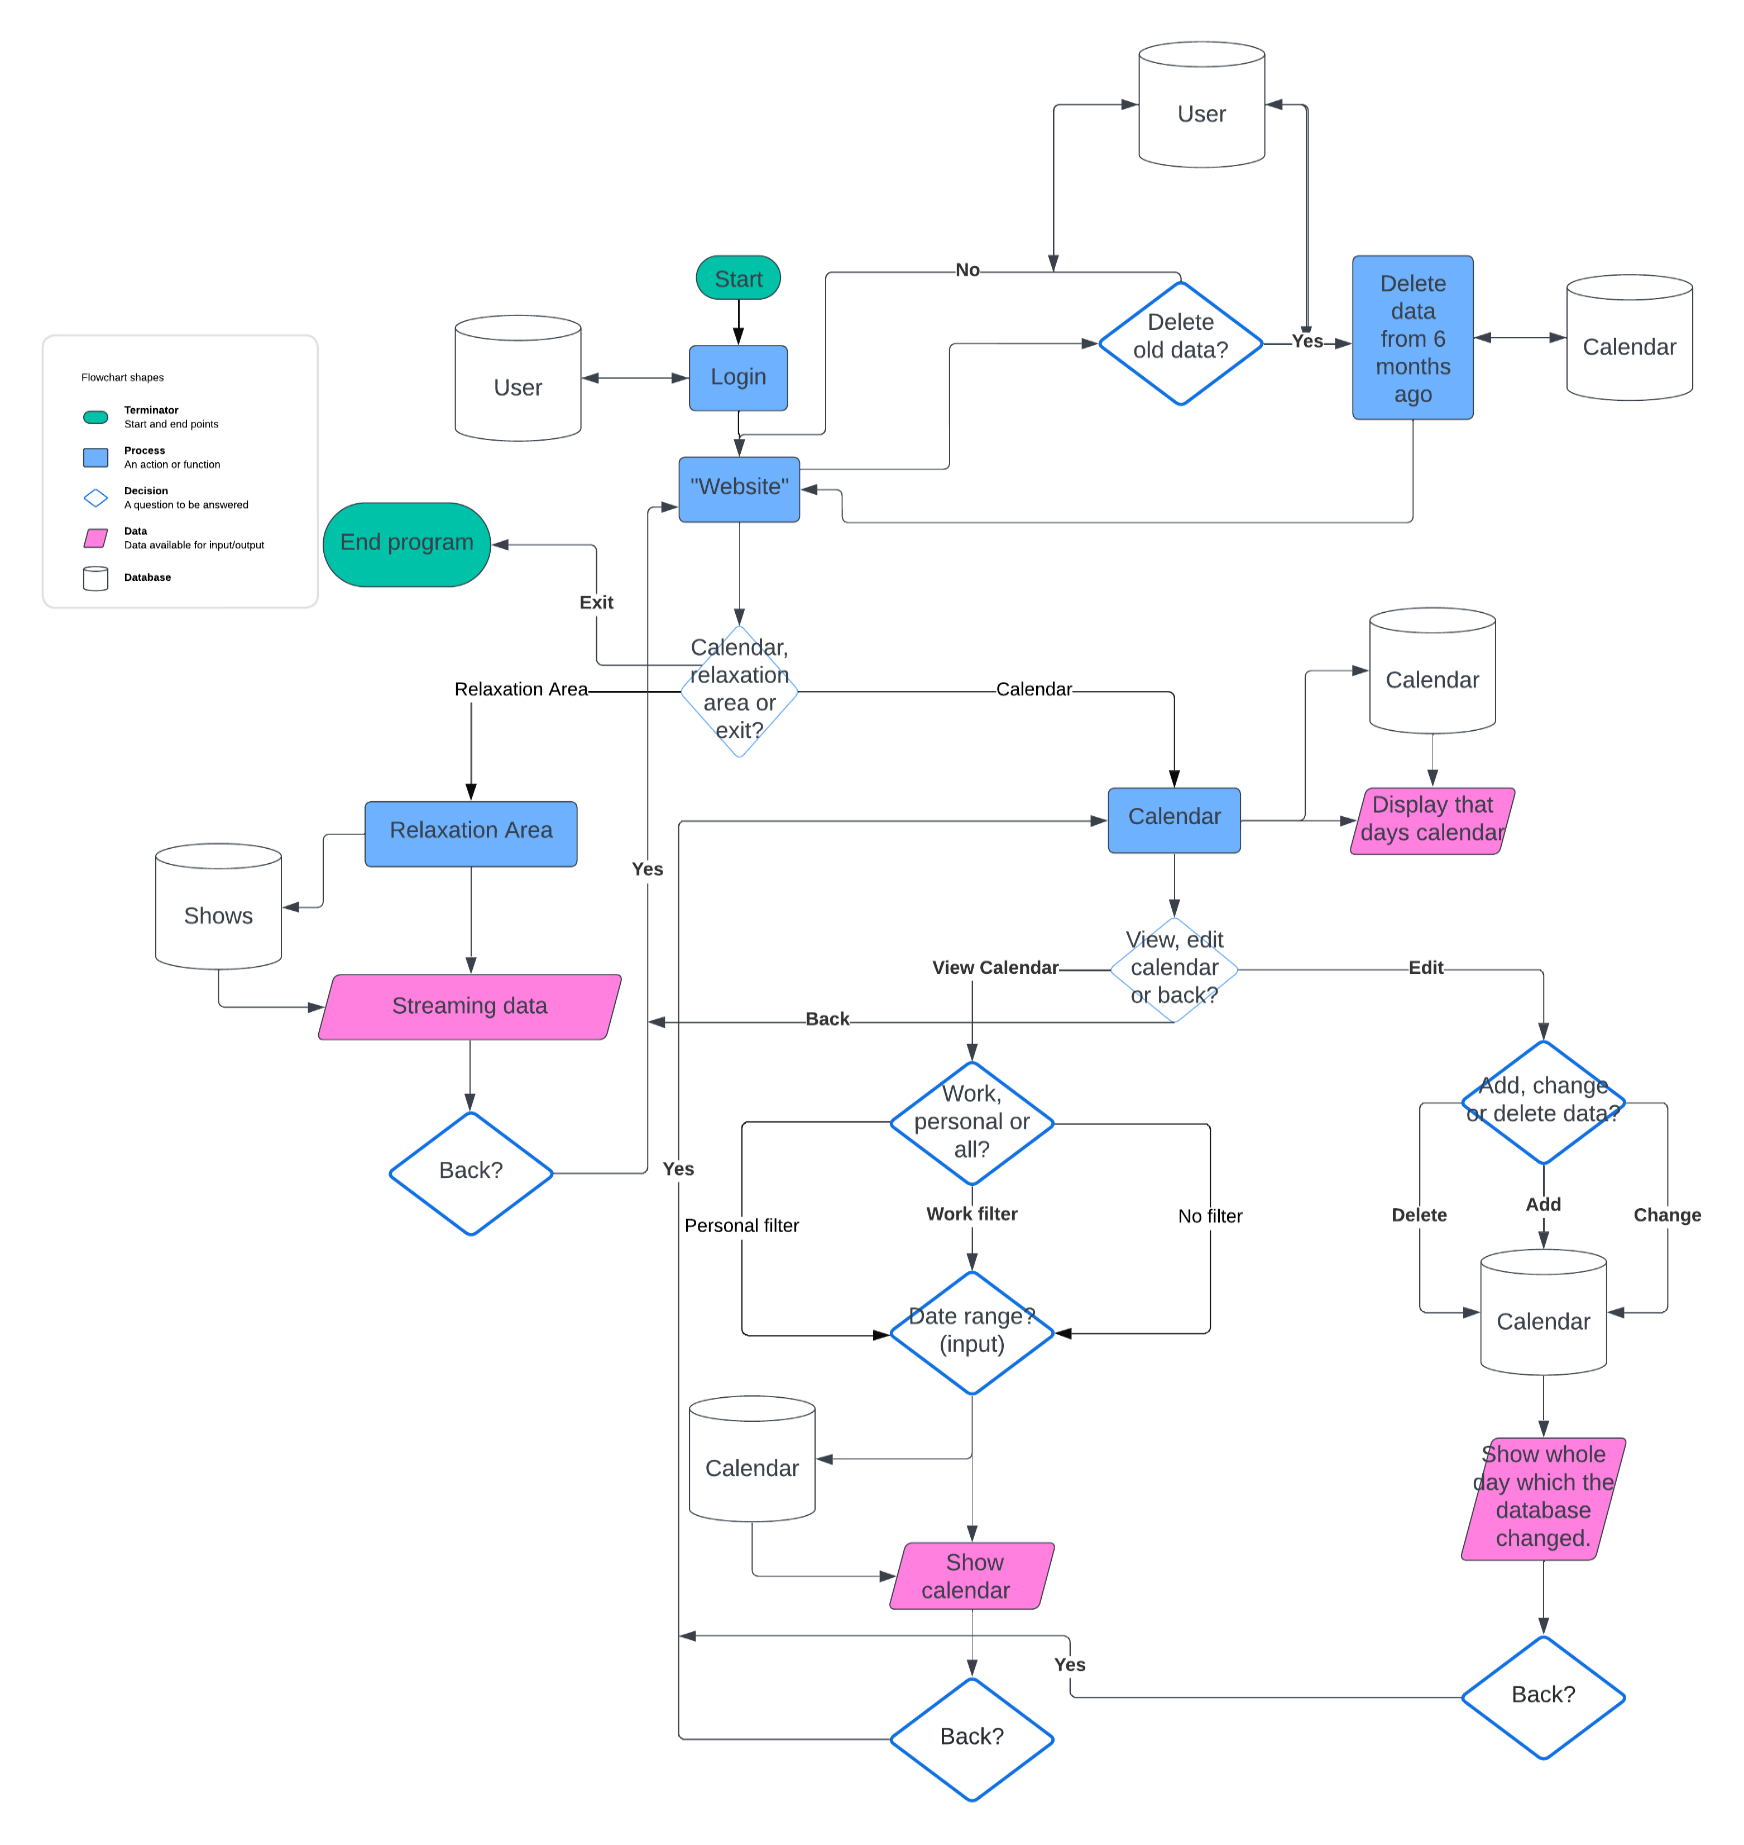 User
Start
No
Delete
old data?
Yes
Delete
data
from 6
months
ago
Calendar
User
Login
"Website"
Flowchart shapes
Terminator
Start and end points
Process
An action or function
Decision
A question to be answered
Data
Data available for input/output
Database
End program
Exit
Calendar,
relaxation
area or
exit?
Relaxation Area
Calendar
Calendar
Display that
days calendar
Relaxation Area
Calendar
Yes
Shows
Streaming data
View, edit
calendar
or back?
View Calendar
Edit
Back
Work,
personal or
all?
Add, change
or delete data?
Back?
Yes
Personal filter
Work filter
No filter
Delete
Add
Change
Date range?
(input)
Calendar
Calendar
Show whole
day which the
database
changed.
Show
calendar
Yes
Back?
Back?